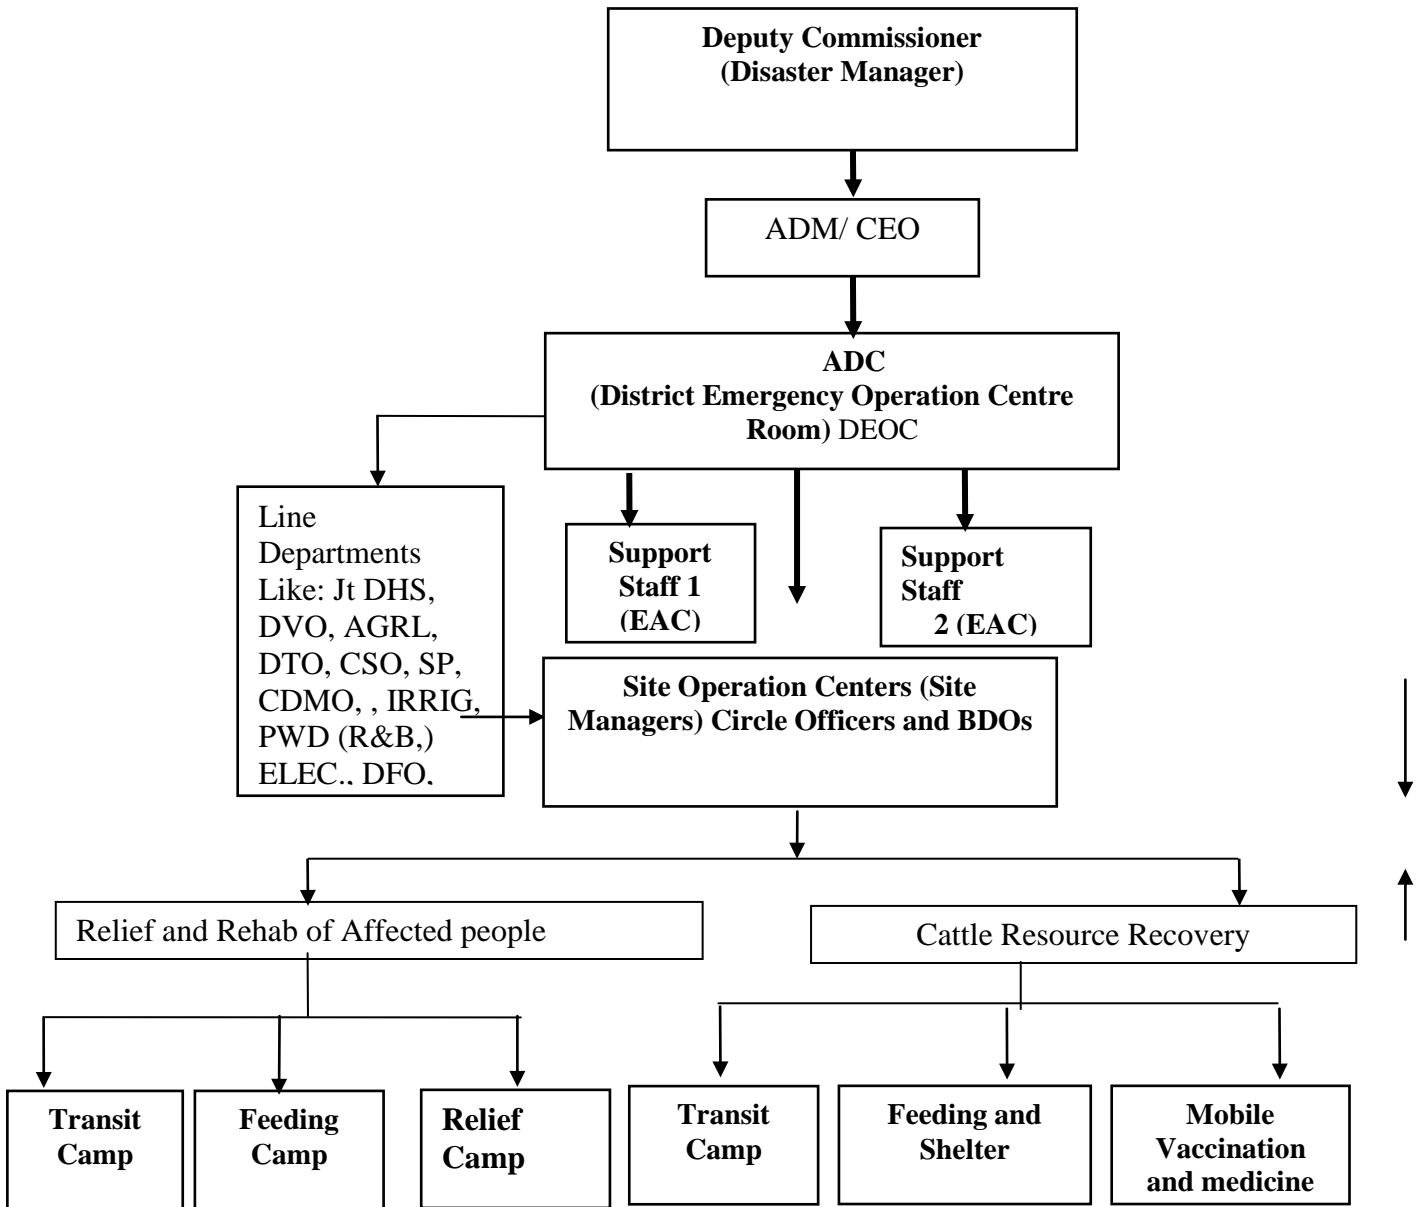 Deputy Commissioner
(Disaster Manager)
ADM/ CEO
ADC
(District Emergency Operation Centre
Room) DEOC
Line
Departments
Like: Jt DHS,
DVO, AGRL,
DTO, CSO, SP,
CDMO, , IRRIG,
PWD (R&B,)
ELEC., DFO,
Support
Staff 1
(EAC)
Support
Staff
2 (EAC)
Site Operation Centers (Site
Managers) Circle Officers and BDOs
Relief and Rehab of Affected people
Cattle Resource Recovery
Transit
Camp
Feeding
Camp
Relief
Camp
Transit
Camp
Feeding and
Shelter
Mobile
Vaccination
and medicine